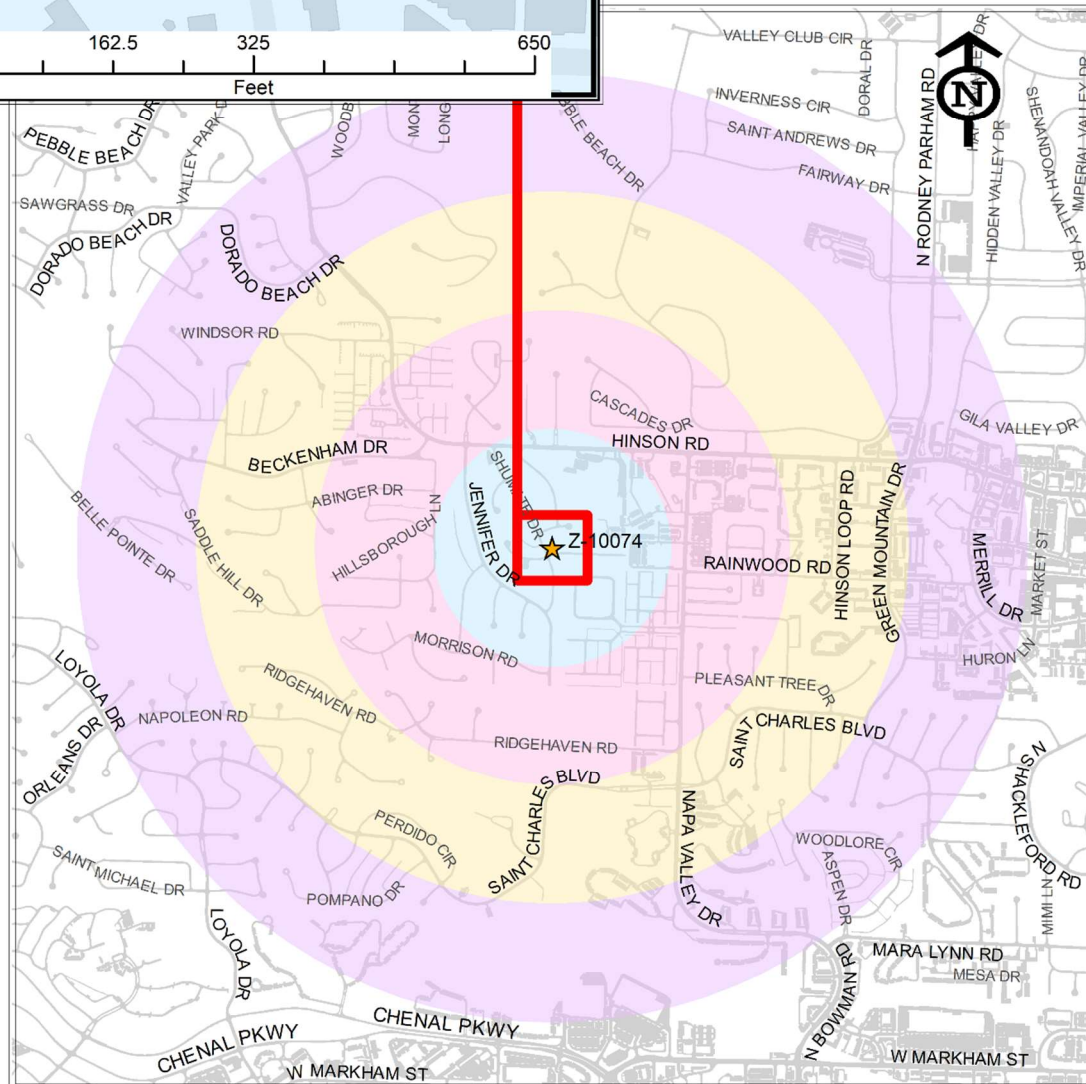 162.5
325
650
Feet
VALLEY CLUB CIR
DORAL DR
N
N RODNEY PARHAM RD
HIDDEN VALLEY DR
SHENANDOAH VALLEY DR
IMPERIAL VALLEY DR
INVERNESS CIR
SAINT ANDREWS DR
FAIRWAY DR
PEBBLE BEACH DR
VALLEY PARK
SAWGRASS DR
DORADO BEACH DR
DORADO BEACH DR
WINDSOR RD
CASCADES DR
HINSON RD
GILA VALLEY DR
BECKENHAM DR
ABINGER DR
HILLSBOROUGH LN
JENNIFER DR
Z-10074
RAINWOOD RD
HINSON LOOP RD
GREEN MOUNTAIN DR
MERRILL DR
MARKET ST
HURON LN
BELLE POINTE DR
SADDLE HILL DR
MORRISON RD
PLEASANT TREE DR
SAINT CHARLES BLVD
LOYOLA DR
ORLEANS DR
NAPOLEON RD
RIDGEHAVEN RD
RIDGEHAVEN RD
SAINT CHARLES BLVD
NAPA VALLEY DR
PERDIDO CIR
POMPANO DR
WOODLORE CIR
ASPEN DR
N SHACKLEFORD RD
MIMI LN
SAINT MICHAEL DR
LOYOLA DR
MARA LYNN RD
MESA DR
N BOWMAN RD
CHENAL PKWY
CHENAL PKWY
W MARKHAM ST
W MARKHAM ST